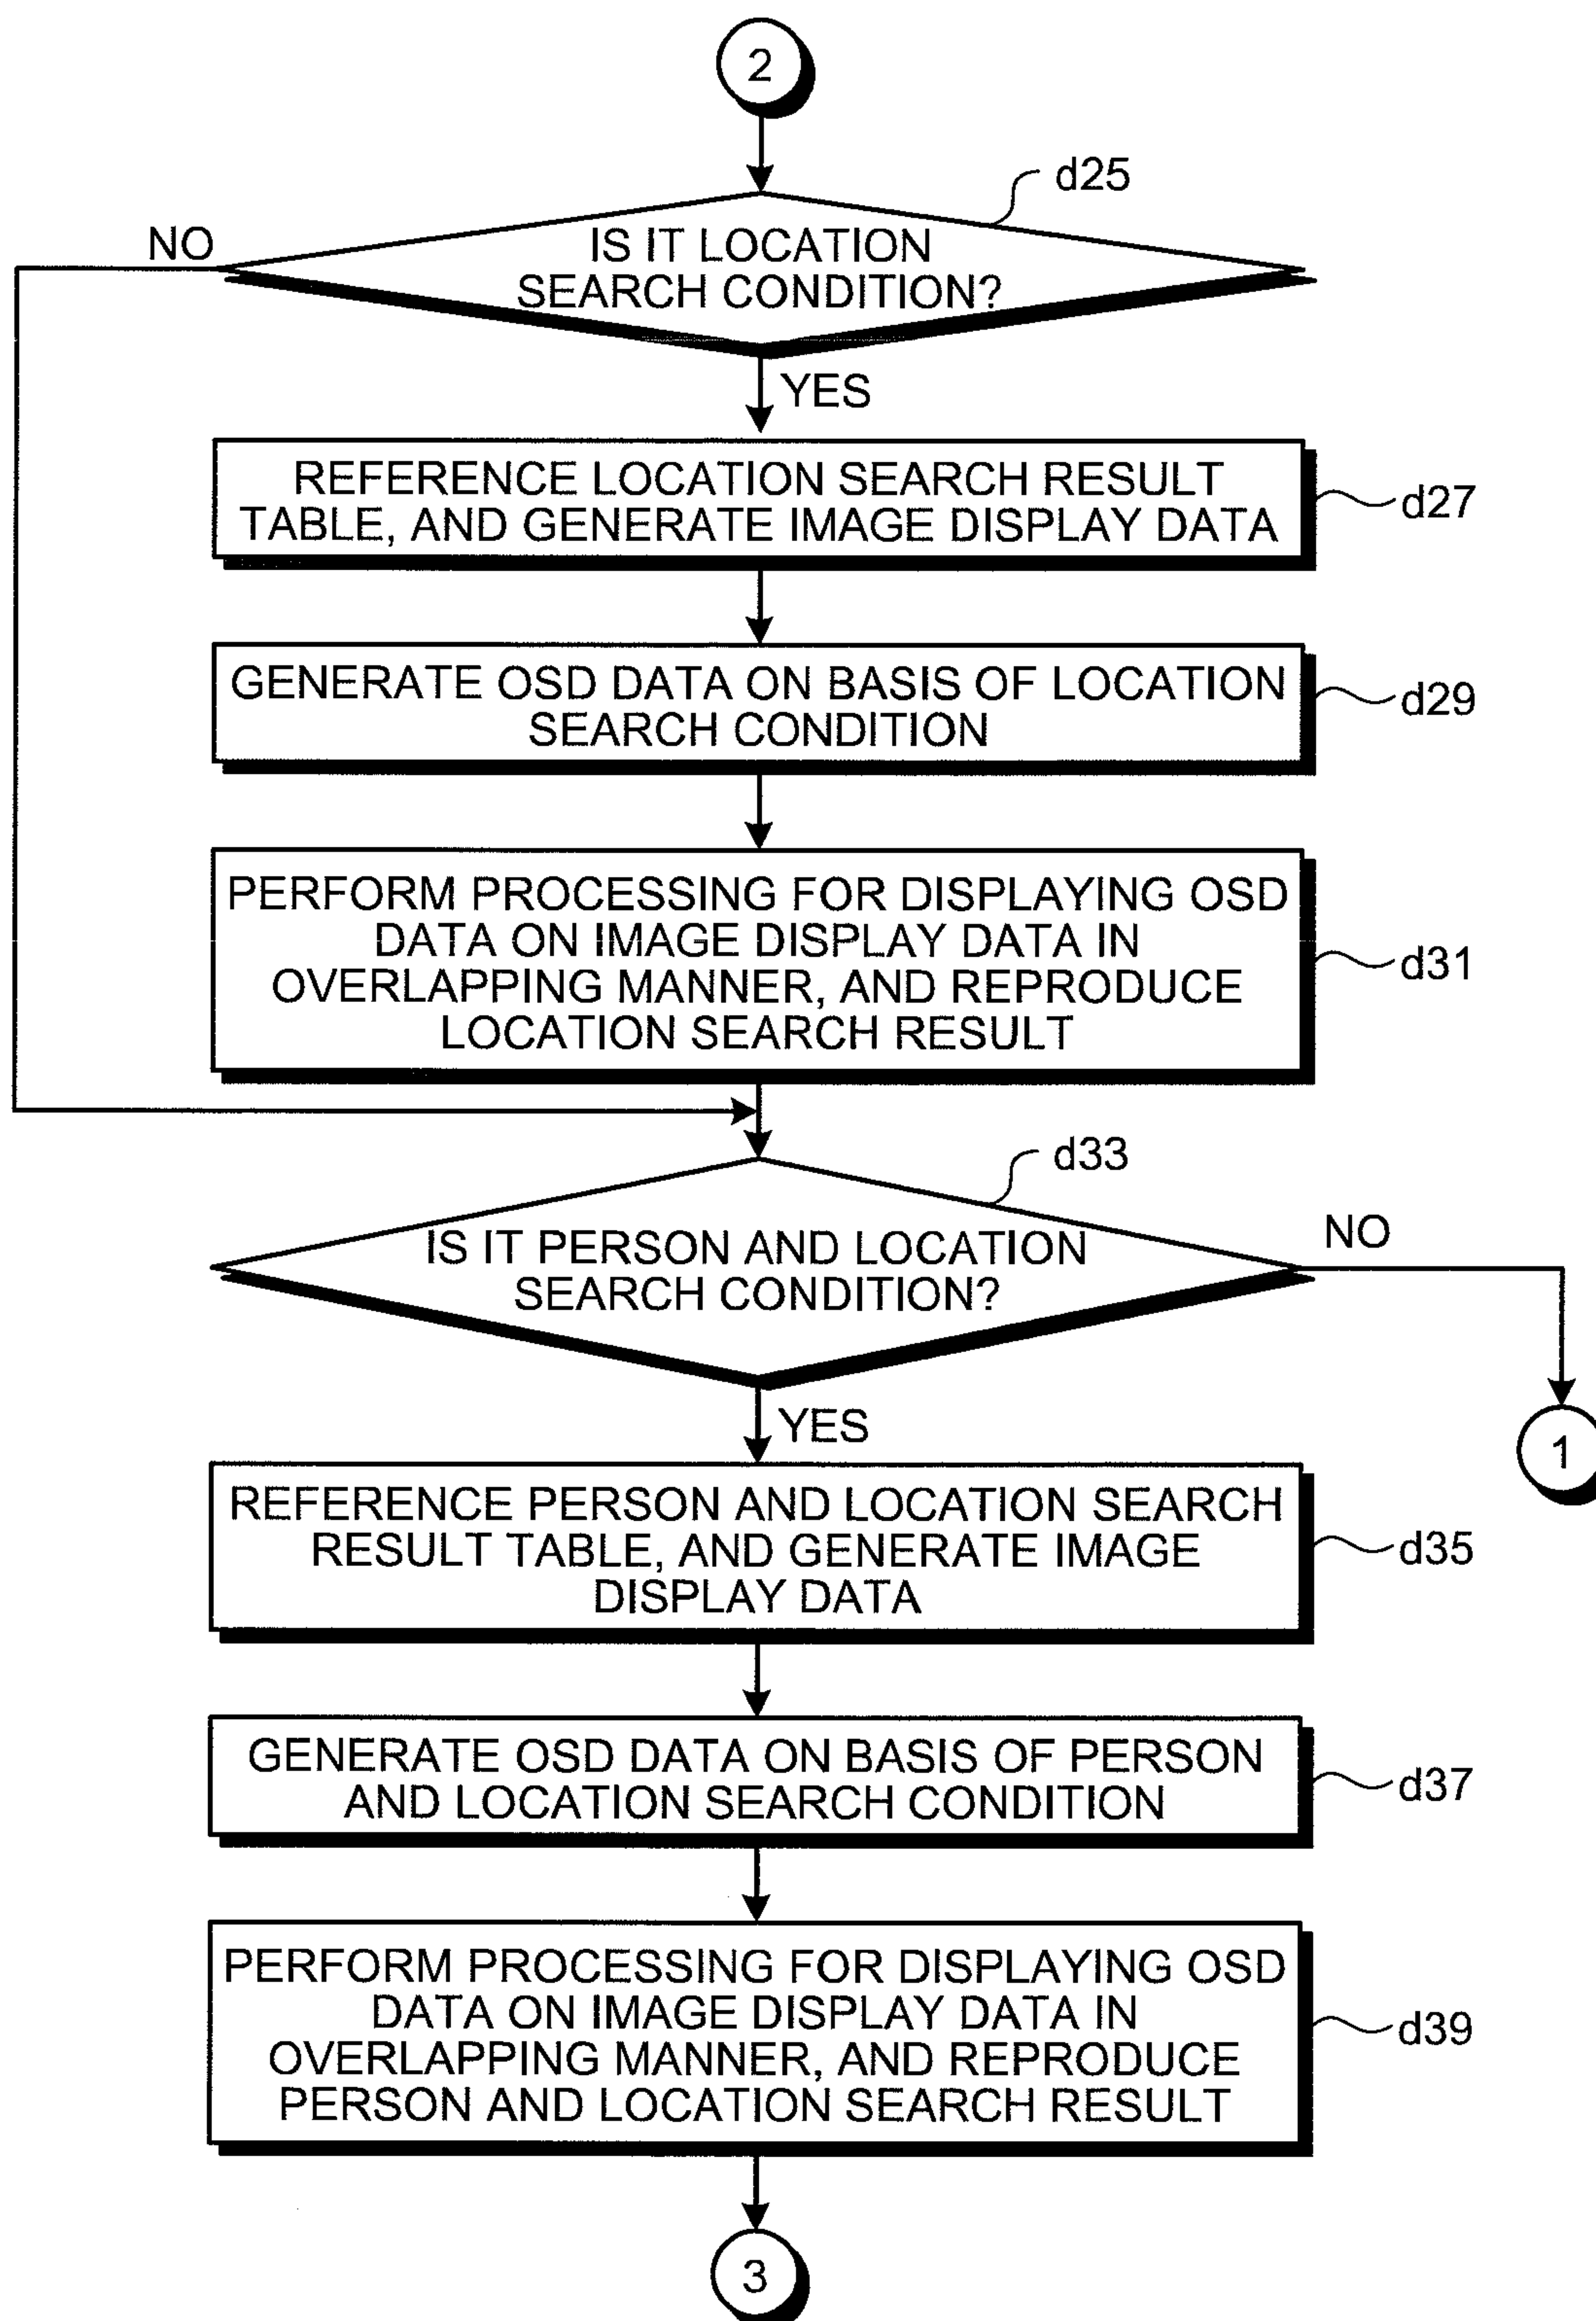 2
d25
NO
IS IT LOCATION
SEARCH CONDITION?
YES
REFERENCE LOCATION SEARCH RESULT
TABLE, AND GENERATE IMAGE DISPLAY DATA
d27
GENERATE OSD DATA ON BASIS OF LOCATION
SEARCH CONDITION
d29
PERFORM PROCESSING FOR DISPLAYING OSD
DATA ON IMAGE DISPLAY DATA IN
OVERLAPPING MANNER, AND REPRODUCE
LOCATION SEARCH RESULT
d31
d33
IS IT PERSON AND LOCATION
SEARCH CONDITION?
NO
YES
1
REFERENCE PERSON AND LOCATION SEARCH
RESULT TABLE, AND GENERATE IMAGE
DISPLAY DATA
d35
GENERATE OSD DATA ON BASIS OF PERSON
AND LOCATION SEARCH CONDITION
d37
PERFORM PROCESSING FOR DISPLAYING OSD
DATA ON IMAGE DISPLAY DATA IN
OVERLAPPING MANNER, AND REPRODUCE
PERSON AND LOCATION SEARCH RESULT
d39
3